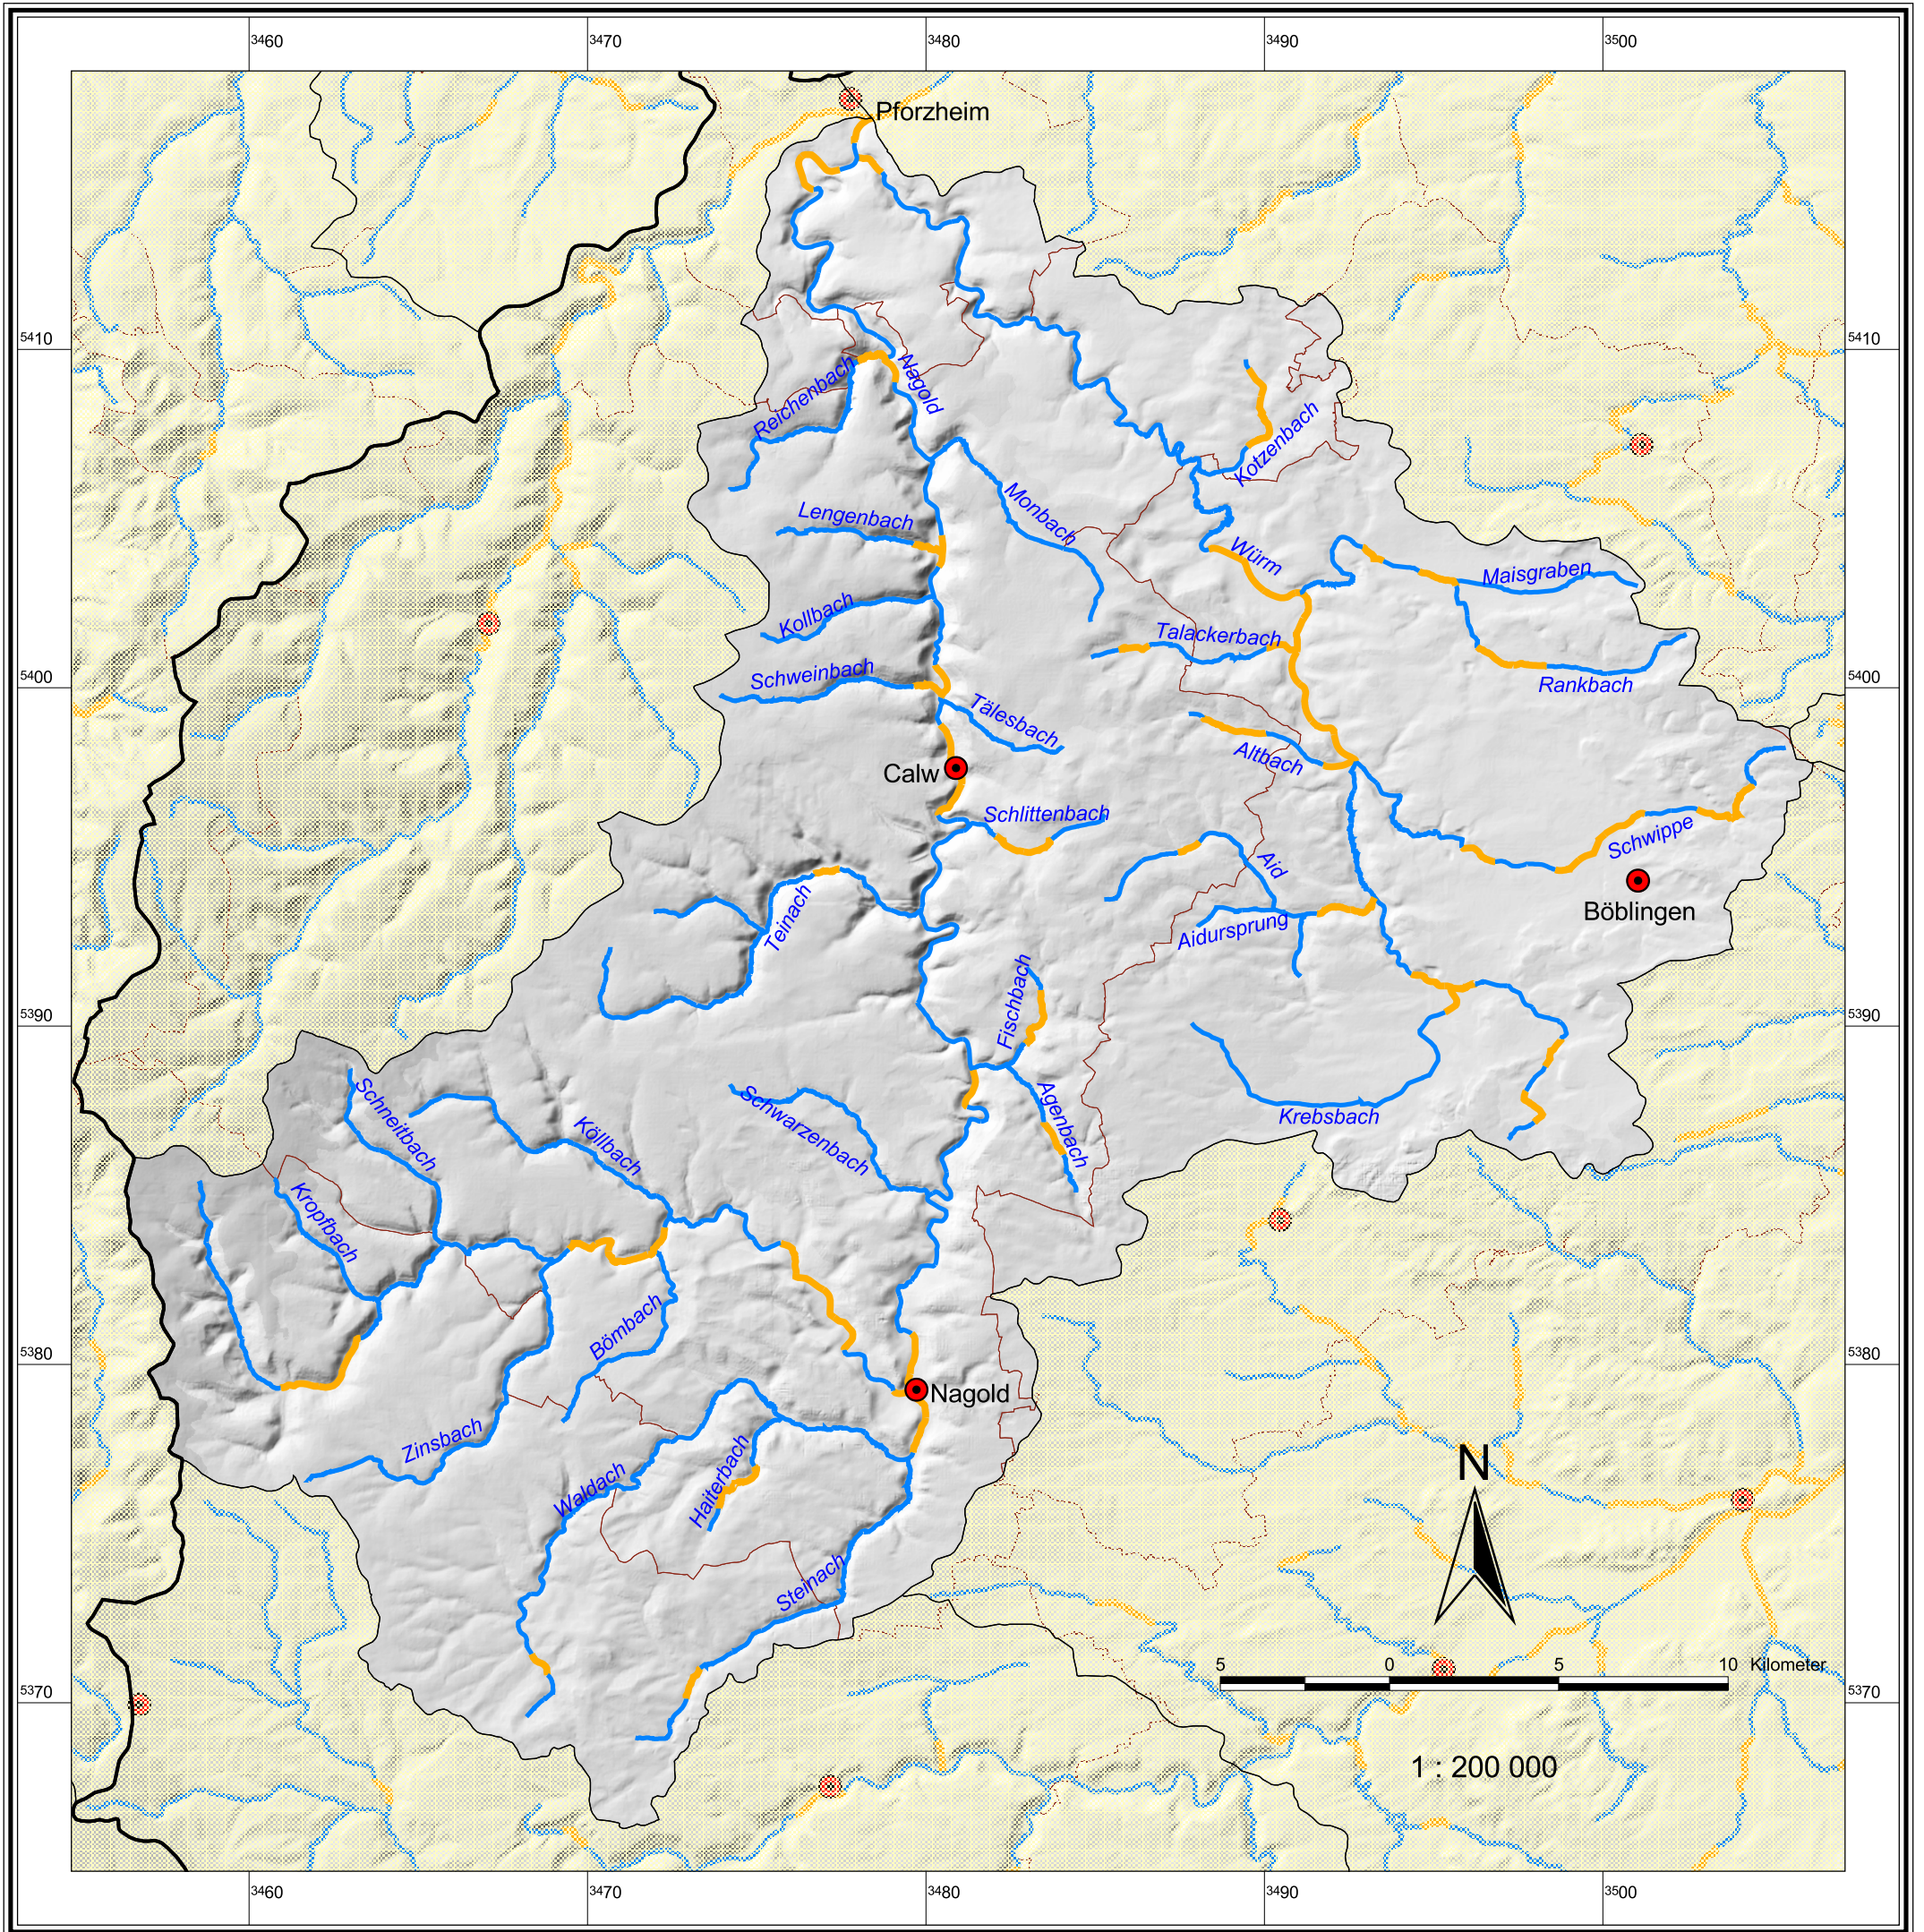 3460
3470
3480
3490
3500
Pforzheim
5410
5410
Reichenbach
Nagold
Kotzenbach
Lengenbach
Monbach
Würm
Maisgraben
Kollbach
Talackerbach
5400
Schweinbach
Rankbach
5400
Tälesbach
Altbach
Calw
Schlittenbach
Schwippe
Aid
Böblingen
Teinach
Aidursprung
Fischbach
5390
5390
Schneitbach
Köllbach
Schwarzenbach
Agenbach
Krebsbach
Kropfbach
Bömbach
5380
5380
Nagold
Zinsbach
Waldach
Haiterbach
N
Steinach
5 0 5 10 Kilometer
5370
5370
1 : 200 000
3460
3470
3480
3490
3500